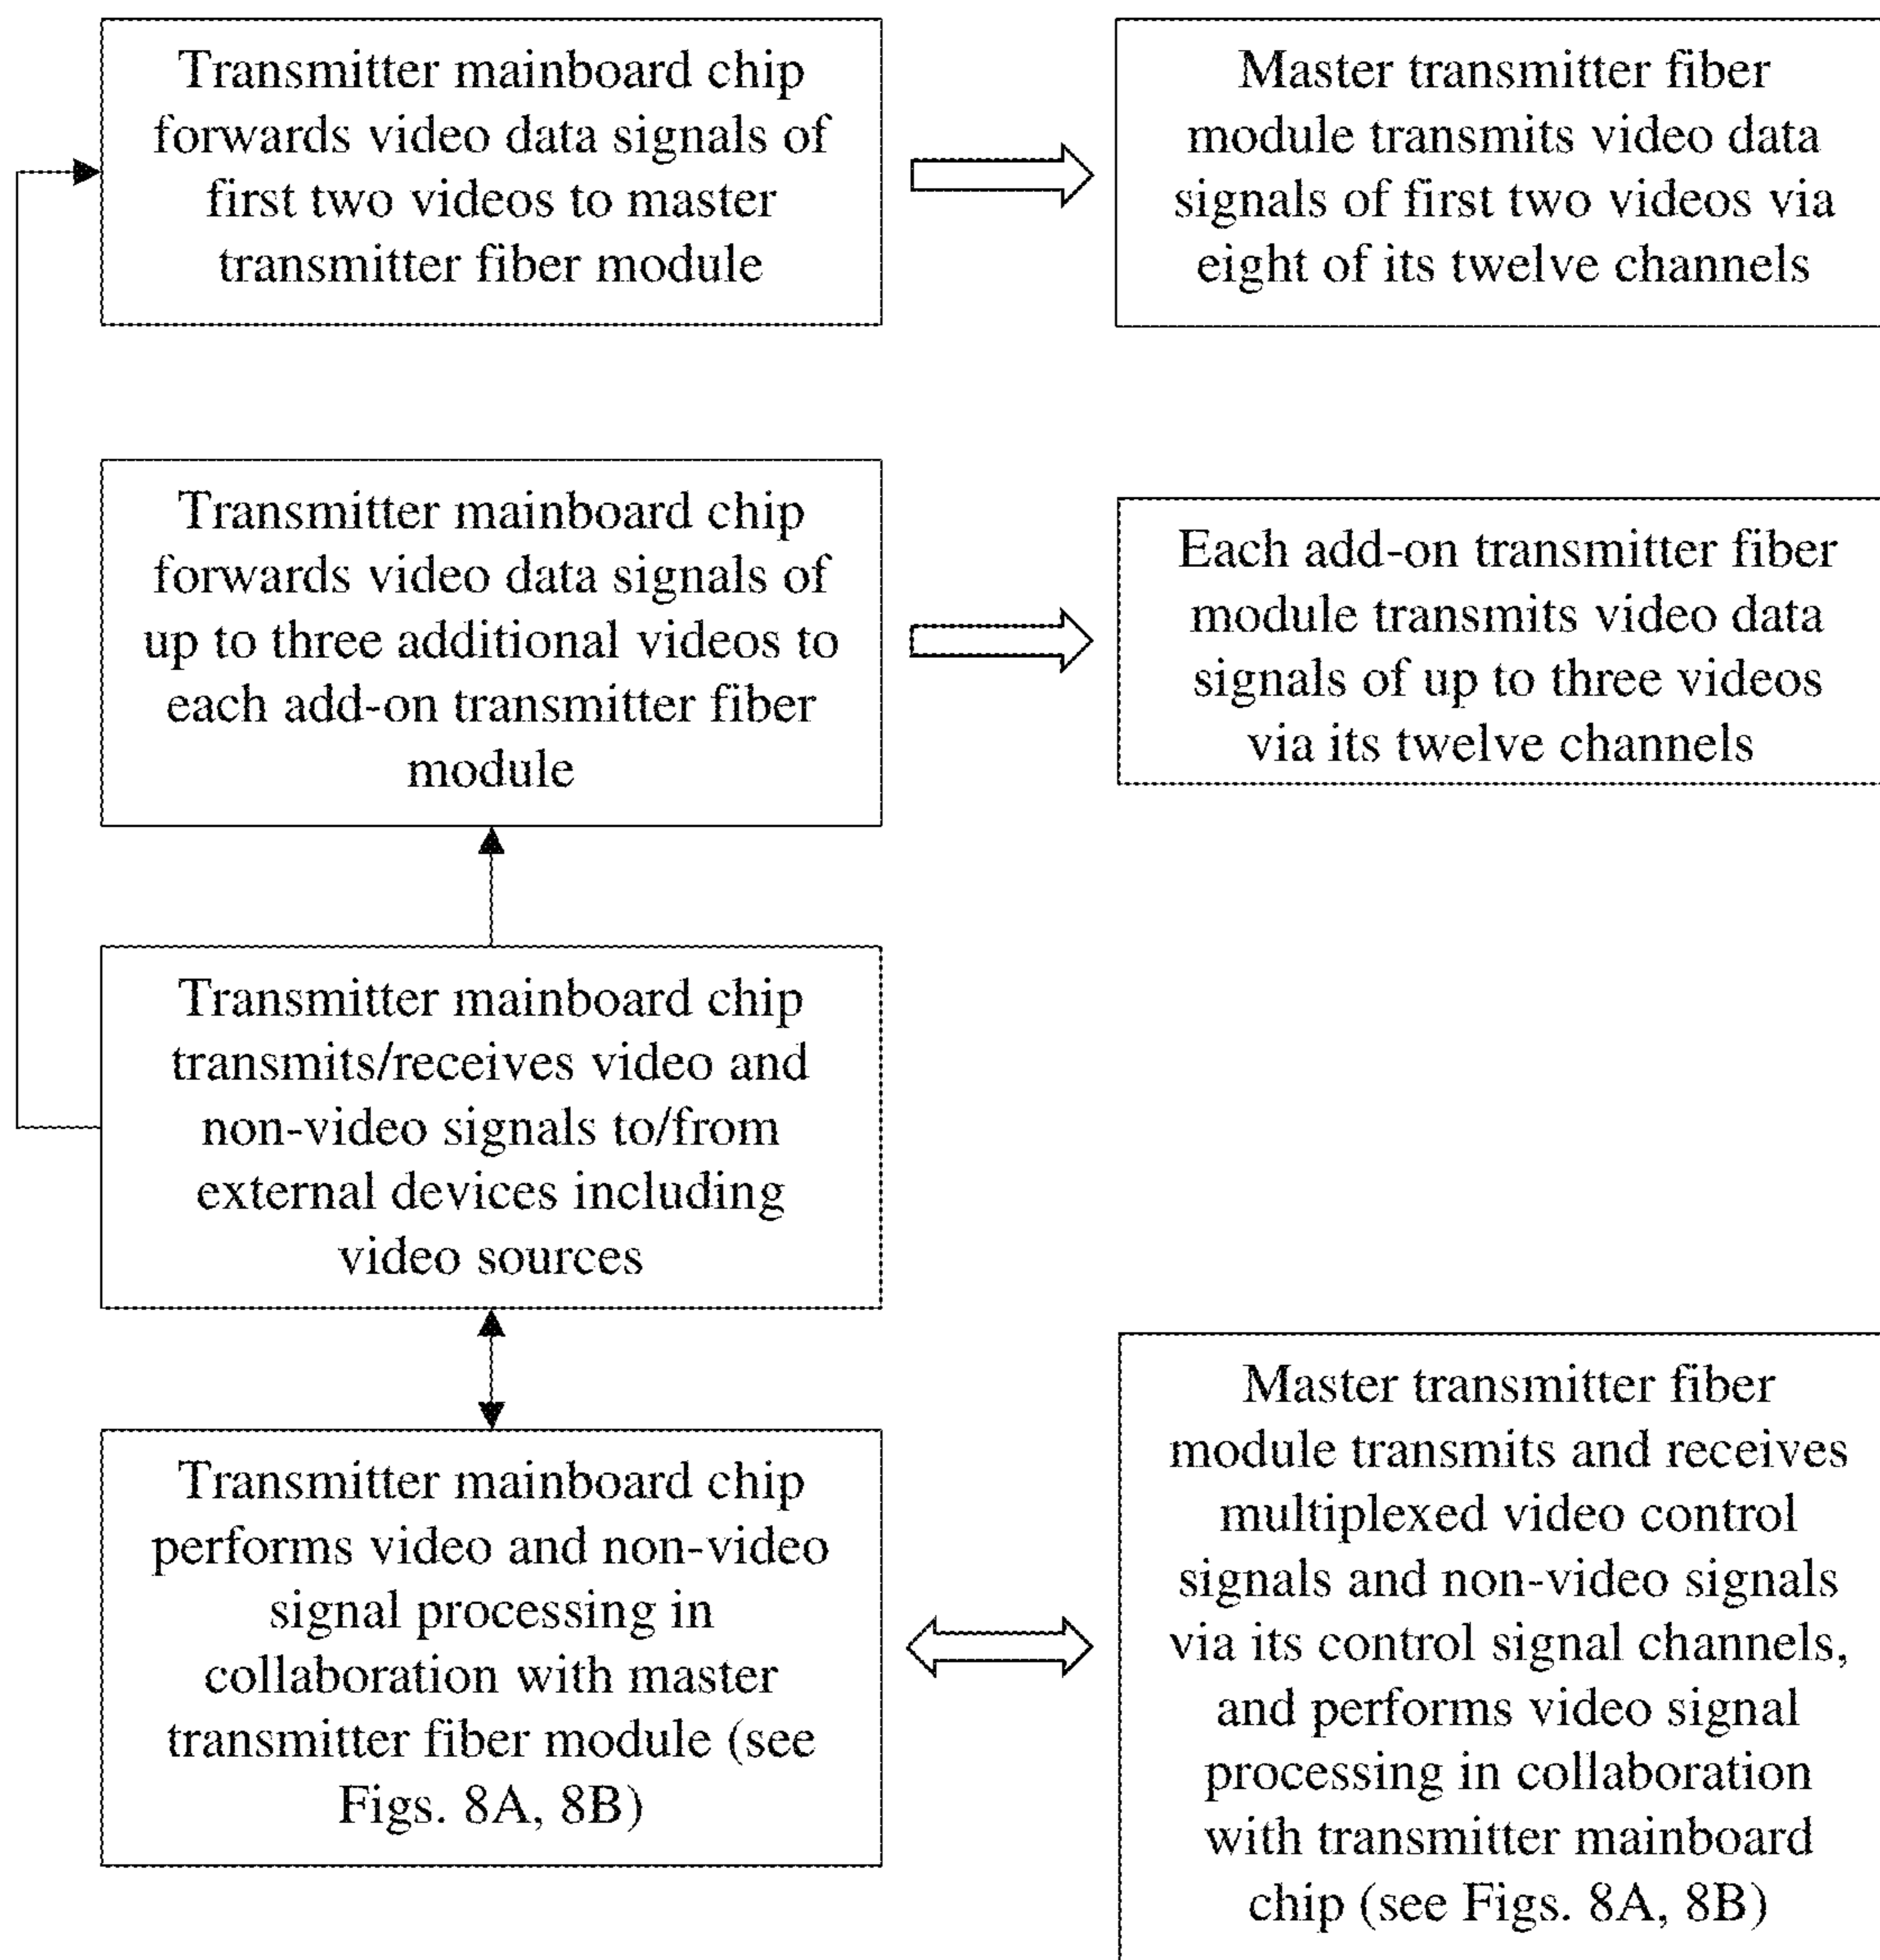 Transmitter mainboard chip
forwards video data signals of
first two videos to master
transmitter fiber module
Master transmitter fiber
module transmits video data
signals of first two videos via
eight of its twelve channels
Transmitter mainboard chip
forwards video data signals of
up to three additional videos to
each add-on transmitter fiber
module
Each add-on transmitter fiber
module transmits video data
signals of up to three videos
via its twelve channels
Transmitter mainboard chip
transmits/receives video and
non-video signals to/from
external devices including
video sources
Transmitter mainboard chip
performs video and non-video
signal processing in
collaboration with master
transmitter fiber module (see
Figs. 8A, 8B)
Master transmitter fiber
module transmits and receives
multiplexed video control
signals and non-video signals
via its control signal channels,
and performs video signal
processing in collaboration
with transmitter mainboard
chip (see Figs. 8A, 8B)